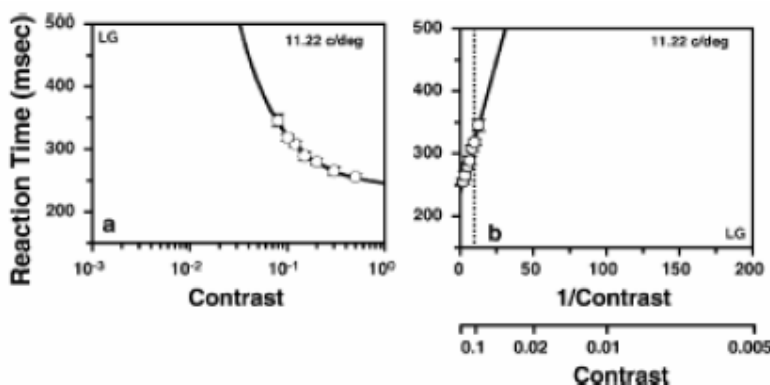 Reaction Time (msec)
500
400
300
200
LG
11.22 c/deg
a
10⁻³ 10⁻² 10⁻¹ 10⁰
Contrast
500
400
300
200
11.22 c/deg
b
LG
0 50 100 150 200
1/Contrast
0.1 0.02 0.01 0.005
Contrast